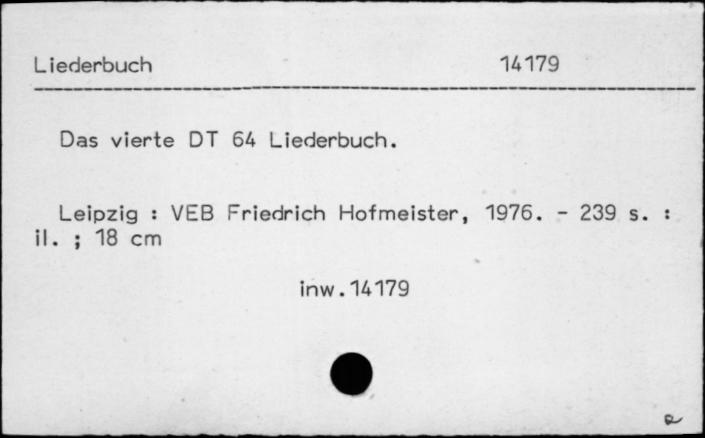 Liederbuch 14179
Das vierte DT 64 Liederbuch.
Leipzig : VEB Friedrich Hofmeister, 1976. - 239 s. :
il. ; 18 cm
inw.14179